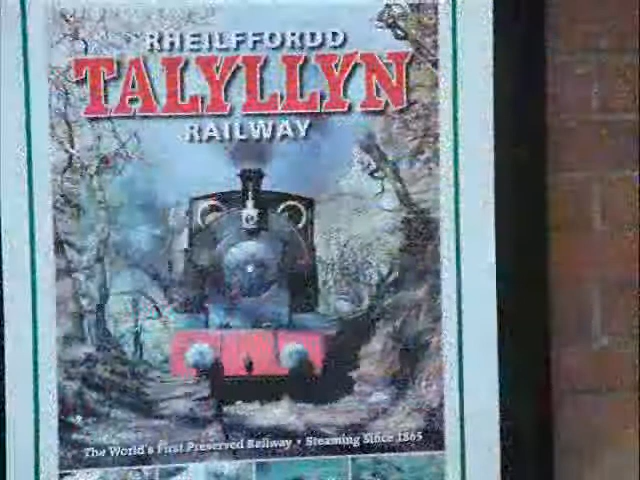 RHEILFFORDD
TALYLLYN
RAILWAY
The World's First Preserved Railway • Steaming Since 1865